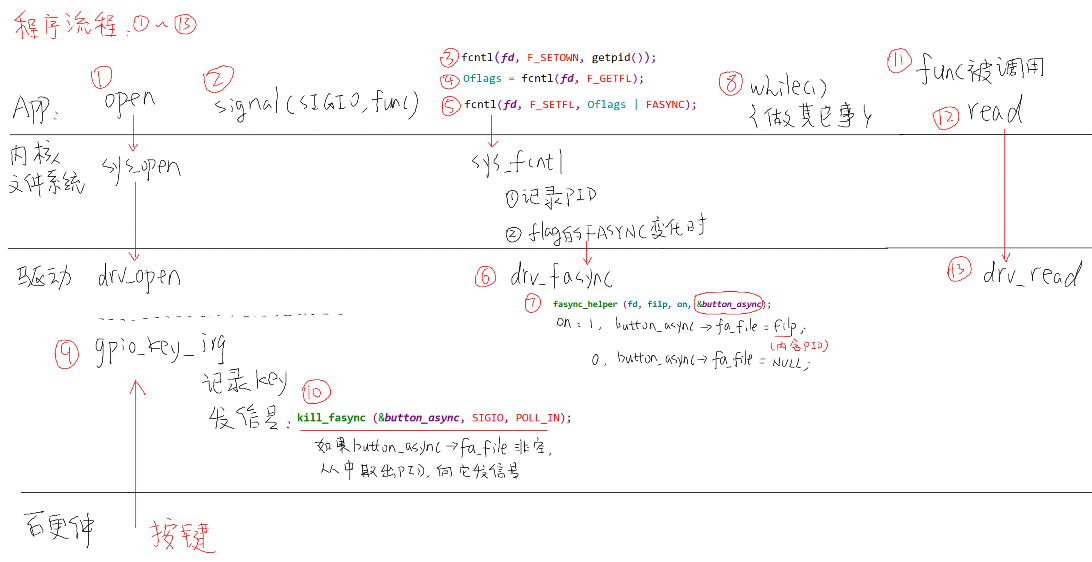 程序流程:①~⑬
③ fcntl(fd, F_SETOWN, getpid());
④ Oflags = fcntl(fd, F_GETFL);
⑤ fcntl(fd, F_SETFL, Oflags | FASYNC);
App:
① open
② signal(SIGIO, func)
⑧ while()
{做其它事}
⑪ func被调用
⑫ read
内核
文件系统
sys_open
sys_fcntl
①记录PID
② flag的FASYNC变化时
驱动
drv_open
⑥ drv_fasync
⑦ fasync_helper (fd, filp, on, &button_async);
on:1, button_async→fa_file = filp;
(内含PID)
0, button_async→fa_file = NULL;
⑬ drv_read
⑨ gpio_key_irq
记录key
发信号:
⑩ kill_fasync (&button_async, SIGIO, POLL_IN);
如果button_async→fa_file 非空,
从中取出PID,向它发信号
硬件
按键